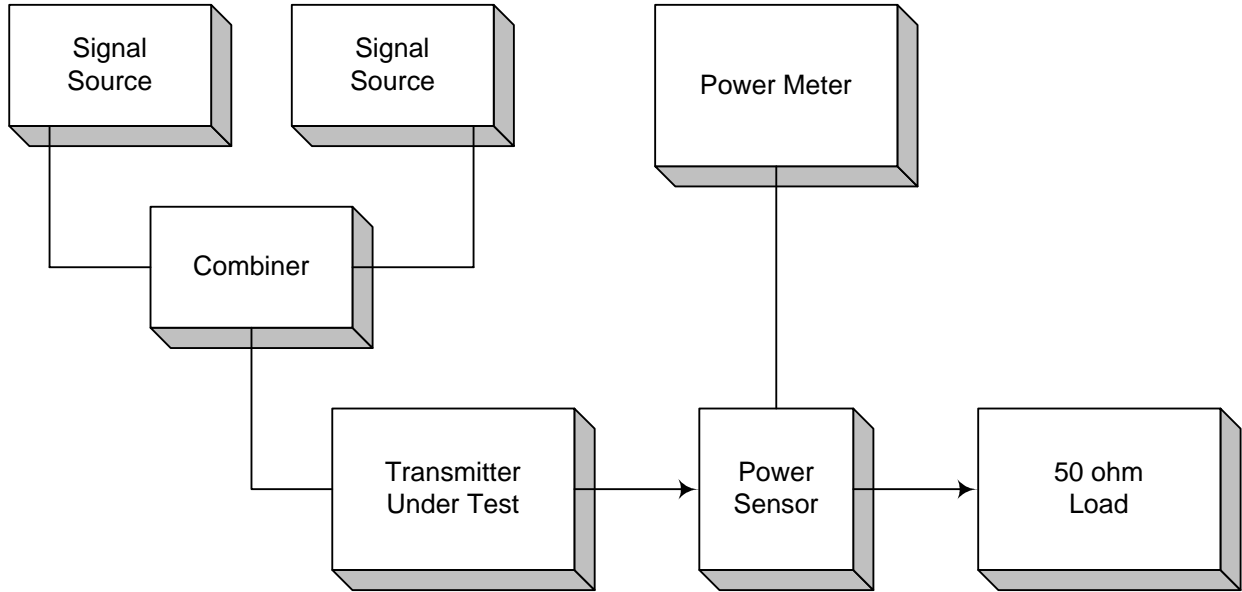 Signal
Source
Signal
Source
Power Meter
Combiner
Transmitter
Under Test
Power
Sensor
50 ohm
Load